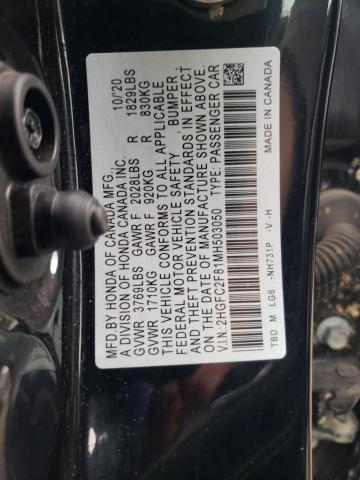 MFD BY HONDA OF CANADA MFG., 10/'20
A DIVISION OF HONDA CANADA INC.
GVWR 3769LBS GAWR F 2028LBS R 1829LBS
GVWR 1710KG GAWR F 920KG R 830KG
THIS VEHICLE CONFORMS TO ALL APPLICABLE
FEDERAL MOTOR VEHICLE SAFETY, BUMPER,
AND THEFT PREVENTION STANDARDS IN EFFECT
ON THE DATE OF MANUFACTURE SHOWN ABOVE.
V.I.N. 2HGFC2F81MH503050 TYPE: PASSENGER CAR
TBD M LG6 -NH731P -V-H MADE IN CANADA